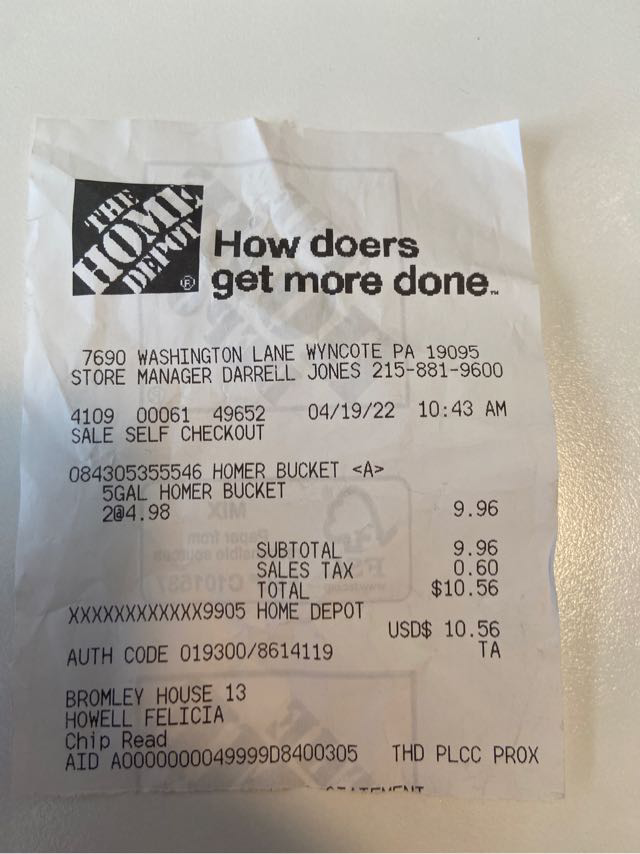 THE
HOME
DEPOT
®
How doers
get more done™
7690 WASHINGTON LANE WYNCOTE PA 19095
STORE MANAGER DARRELL JONES 215-881-9600
4109 00061 49652 04/19/22 10:43 AM
SALE SELF CHECKOUT
084305355546 HOMER BUCKET <A>
5GAL HOMER BUCKET
2@4.98 9.96
SUBTOTAL 9.96
SALES TAX 0.60
TOTAL $10.56
XXXXXXXXXXXX9905 HOME DEPOT
USD$ 10.56
AUTH CODE 019300/8614119 TA
BROMLEY HOUSE 13
HOWELL FELICIA
Chip Read
AID A0000000049999D8400305 THD PLCC PROX
STATEMENT